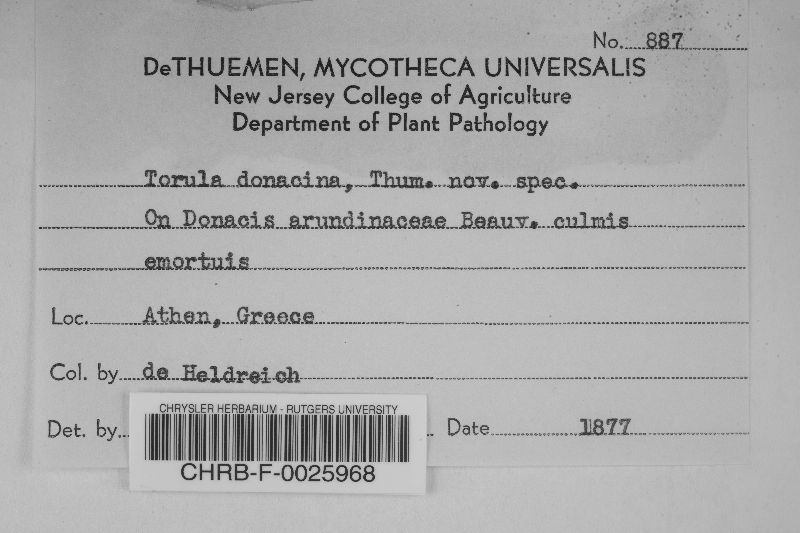 No. 887
DeTHUEMEN, MYCOTHECA UNIVERSALIS
New Jersey College of Agriculture
Department of Plant Pathology
Torula donacina, Thum. nov. spec.
On Donacis arundinaceae Beauv. culmis
emortuis
Loc. Athen, Greece
Col. by de Heldreich
Det. by Date 1877
CHRYSLER HERBARIUM - RUTGERS UNIVERSITY
CHRB-F-0025968